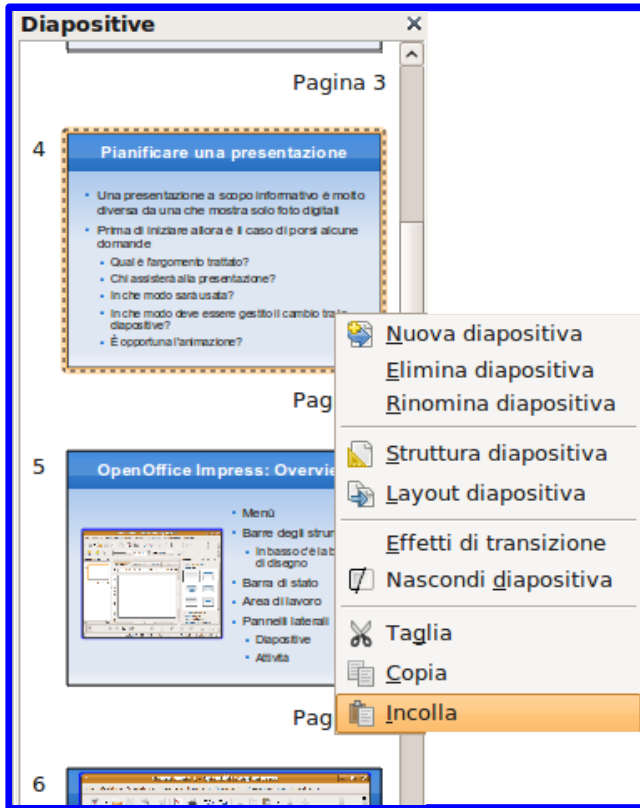 Diapositive
Pagina 3
4
Pianificare una presentazione
Una presentazione a scopo informativo è molto
diversa da una che mostra solo foto digitali
Prima di iniziare allora è il caso di porsi alcune
domande
Qual è l'argomento trattato?
Chi assisterà alla presentazione?
In che modo sarà usata?
In che modo deve essere gestito il cambio tra le
diapositive?
È opportuna l'animazione?
Pag
5
OpenOffice Impress: Overvie
Menù
Barre degli strum
In basso c'è la b
di disegno
Barra di stato
Area di lavoro
Pannelli laterali
Diapositive
Attività
Pag
6
Nuova diapositiva
Elimina diapositiva
Rinomina diapositiva
Struttura diapositiva
Layout diapositiva
Effetti di transizione
Nascondi diapositiva
Taglia
Copia
Incolla